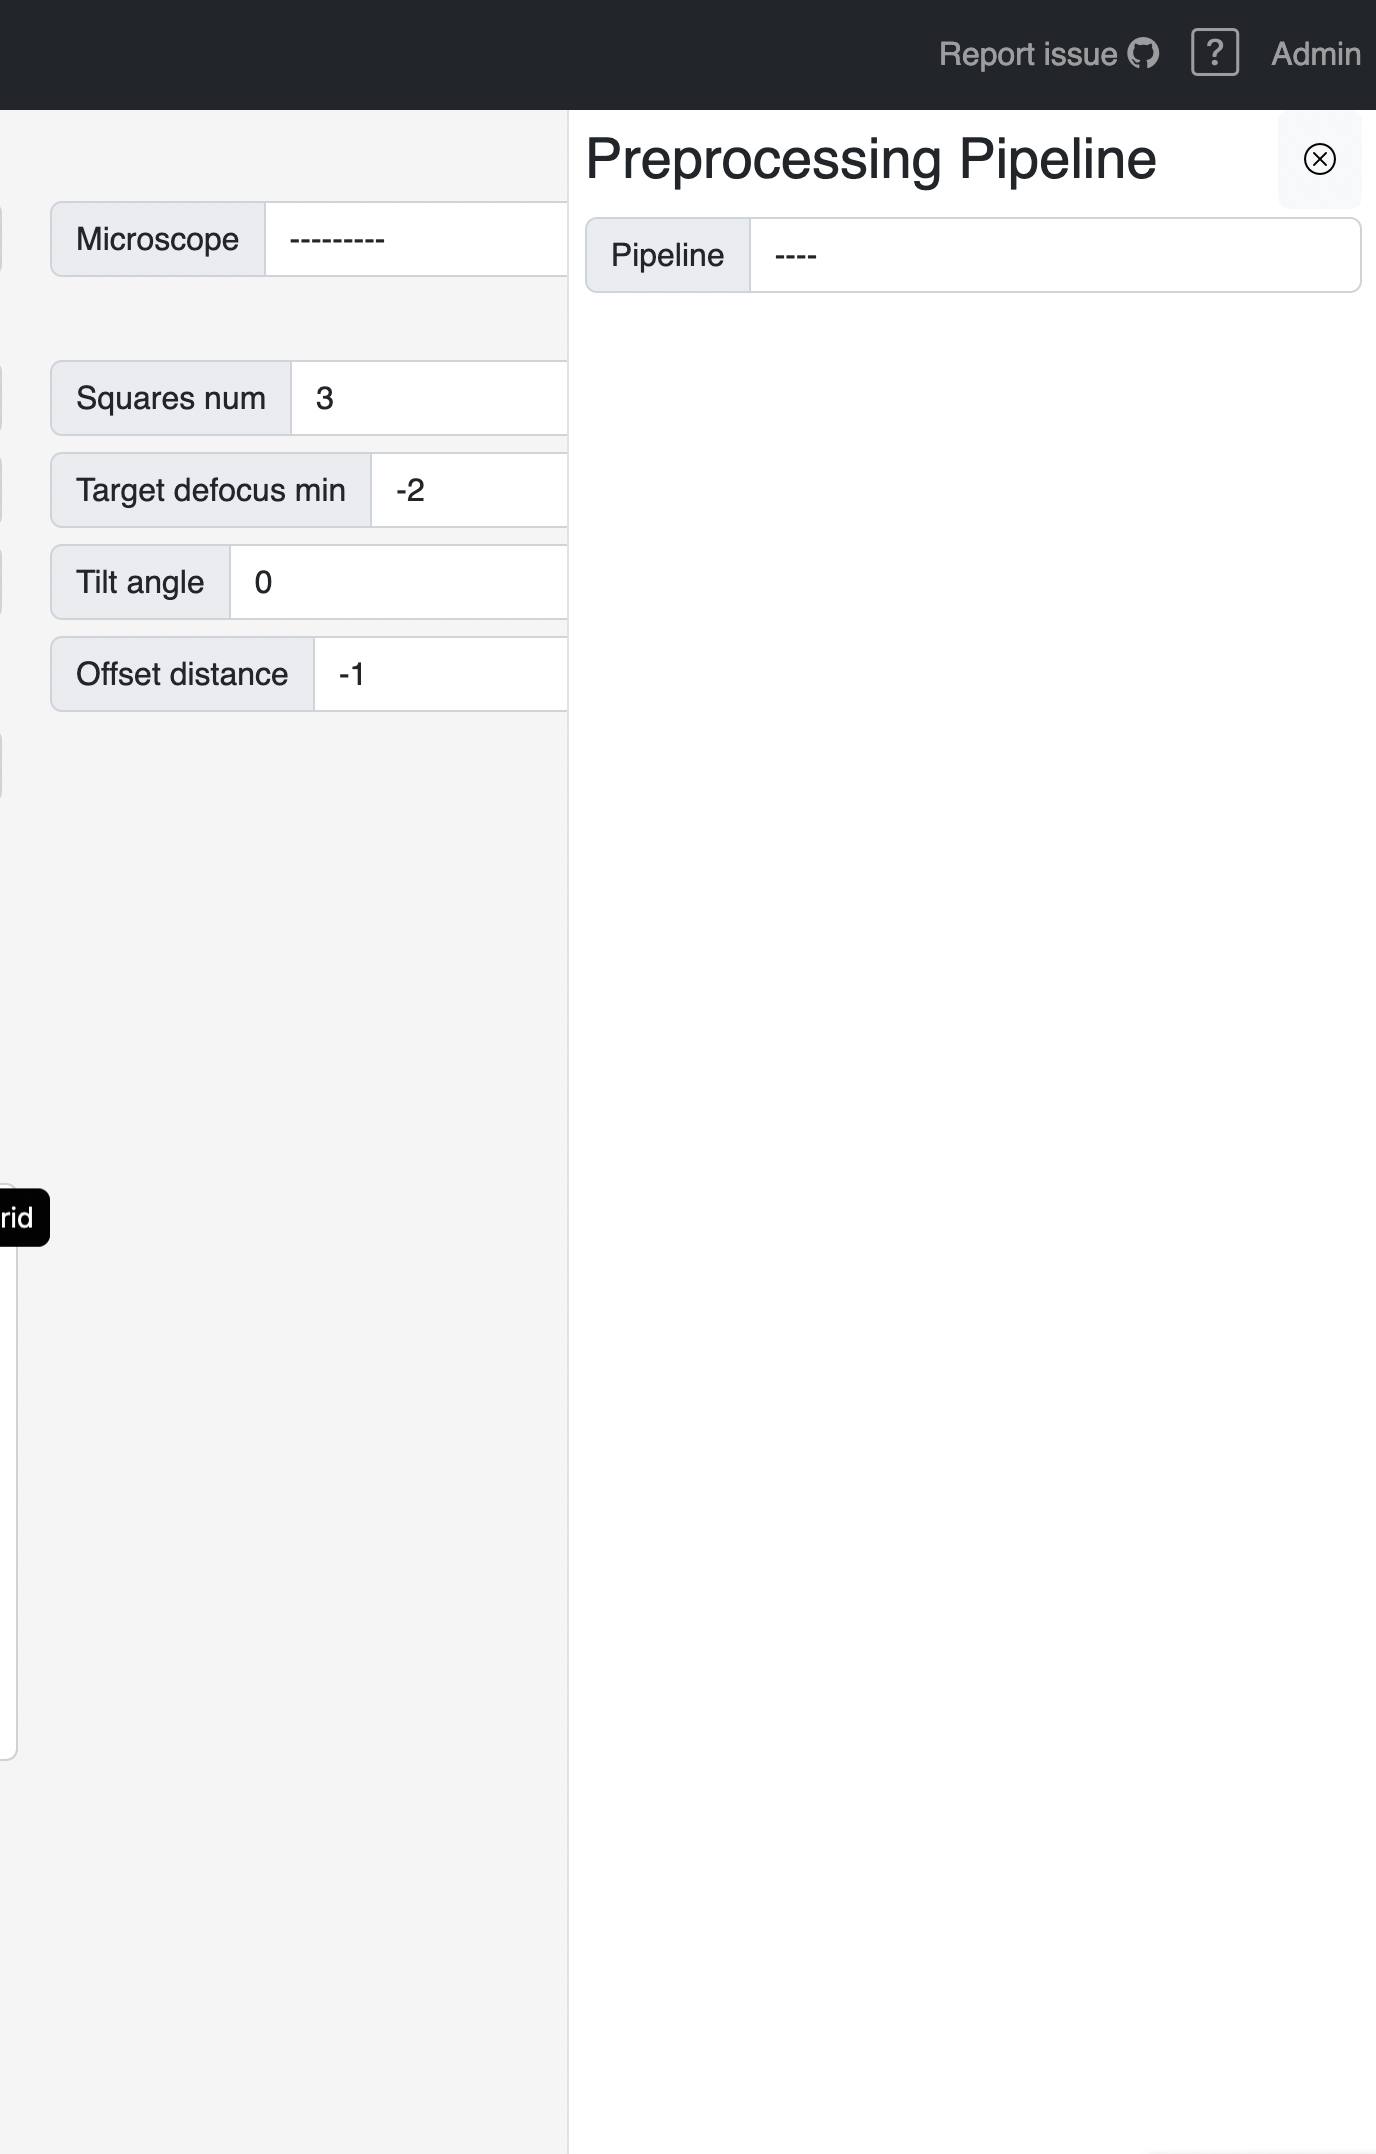 Report issue ? Admin
Preprocessing Pipeline
Pipeline ----
Microscope ---------
Squares num 3
Target defocus min -2
Tilt angle 0
Offset distance -1